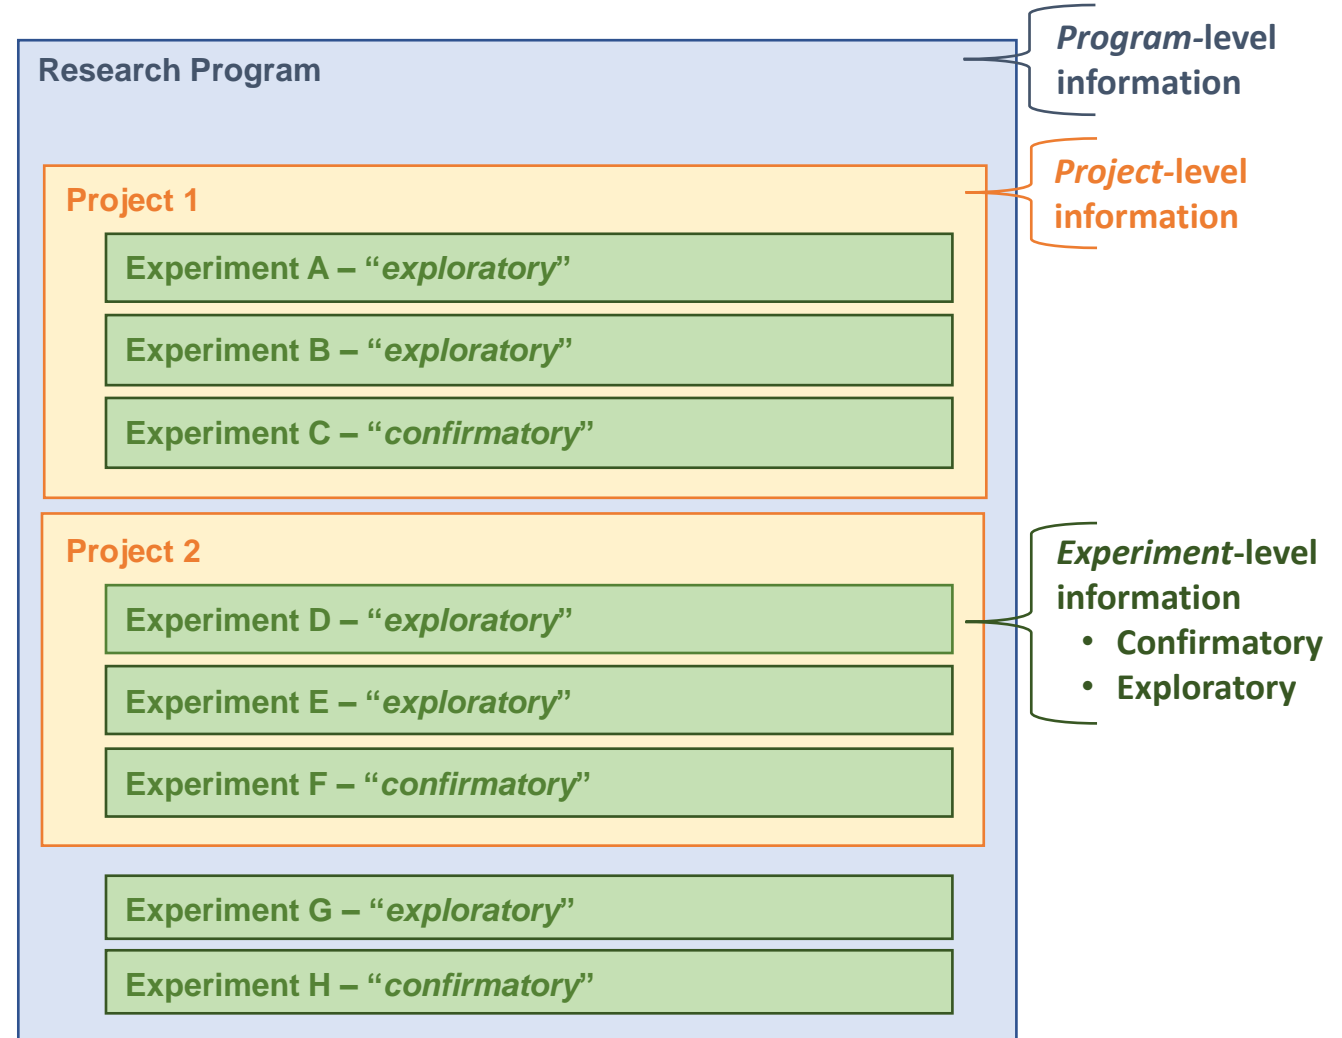 Research Program
Program-level
information
Project 1
Project-level
information
Experiment A – “exploratory”
Experiment B – “exploratory”
Experiment C – “confirmatory”
Project 2
Experiment D – “exploratory”
Experiment E – “exploratory”
Experiment F – “confirmatory”
Experiment-level
information
• Confirmatory
• Exploratory
Experiment G – “exploratory”
Experiment H – “confirmatory”